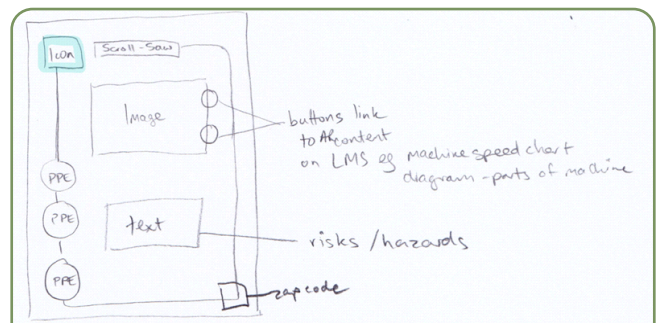 Icon
Scroll-Saw
Image
buttons link
to AR content
on LMS eg machine speed chart
diagram - parts of machine
PPE
PPE
text
risks / hazards
PPE
zapcode